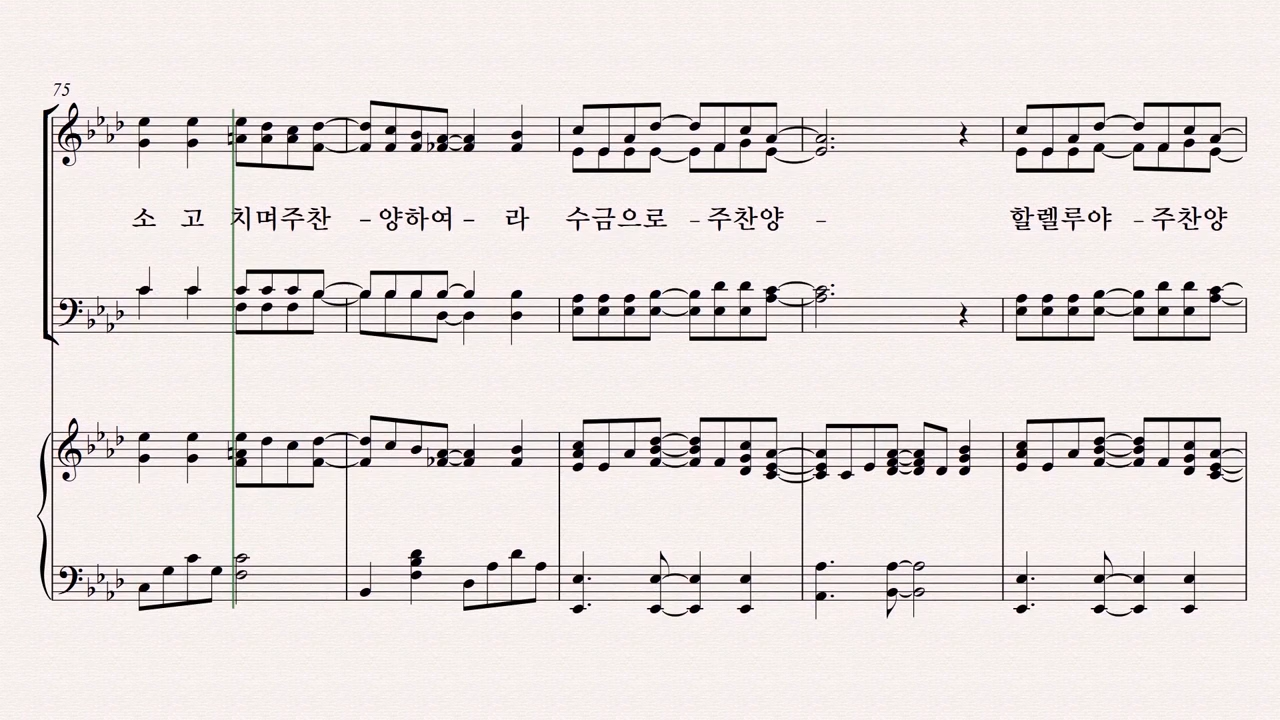 75
소 고 치며주찬 – 양하여 – 라 수금으로 – 주찬양 – 할렐루야 – 주찬양